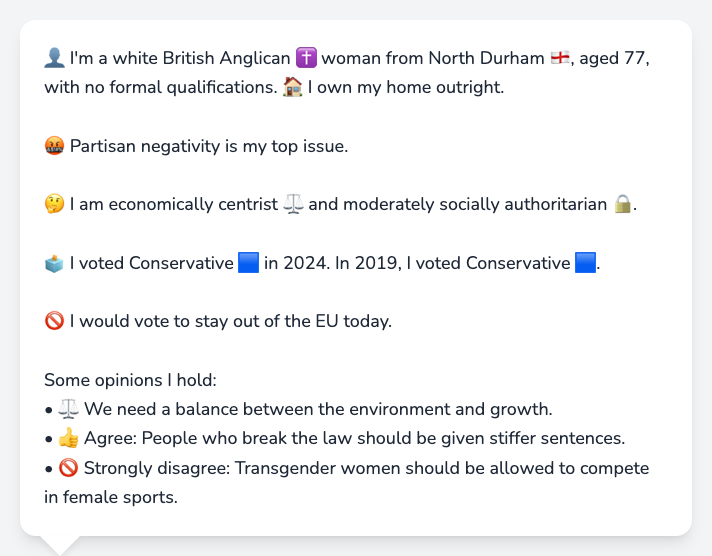 👤 I'm a white British Anglican ✝️ woman from North Durham 🏴󠁧󠁢󠁥󠁮󠁧󠁿, aged 77,
with no formal qualifications. 🏠 I own my home outright.
🤬 Partisan negativity is my top issue.
🤔 I am economically centrist ⚖️ and moderately socially authoritarian 🔒.
🗳️ I voted Conservative 🟦 in 2024. In 2019, I voted Conservative 🟦.
🚫 I would vote to stay out of the EU today.
Some opinions I hold:
• ⚖️ We need a balance between the environment and growth.
• 👍 Agree: People who break the law should be given stiffer sentences.
• 🚫 Strongly disagree: Transgender women should be allowed to compete
in female sports.